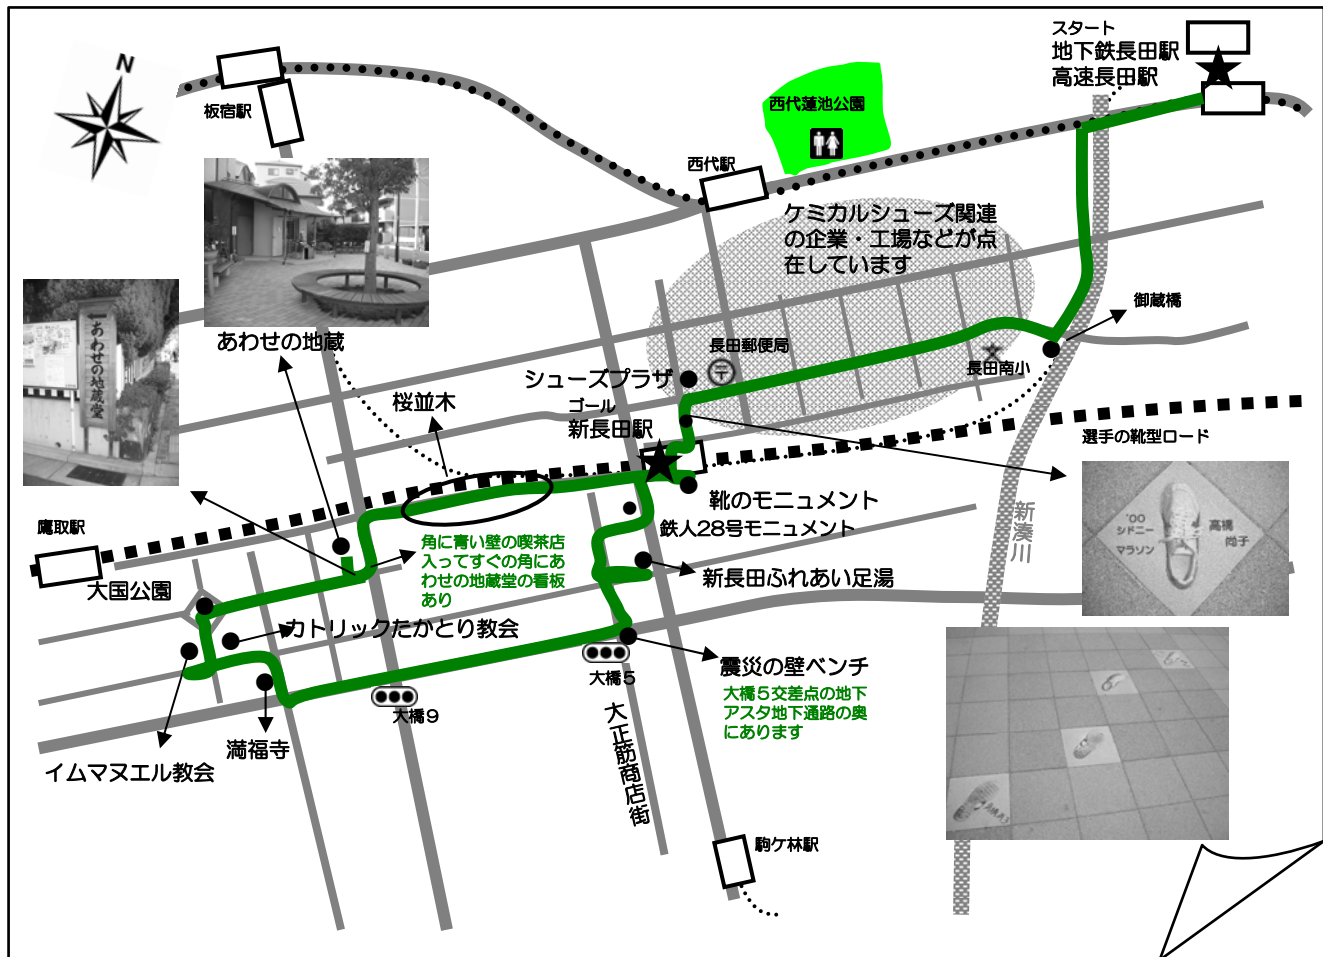 N
スタート
地下鉄長田駅
高速長田駅
板宿駅
西代蓮池公園
西代駅
ケミカルシューズ関連
の企業・工場などが点
在しています
御蔵橋
あわせの地蔵堂
あわせの地蔵
長田郵便局
〒
長田南小
シューズプラザ
桜並木
ゴール
新長田駅
選手の靴型ロード
靴のモニュメント
鉄人28号モニュメント
新湊川
'00
シドニー
マラソン
高橋
尚子
鷹取駅
角に青い壁の喫茶店
入ってすぐの角にあ
わせの地蔵堂の看板
あり
新長田ふれあい足湯
大国公園
カトリックたかとり教会
震災の壁ベンチ
大橋5交差点の地下
アスタ地下通路の奥
にあります
大橋5
大橋9
大正筋商店街
満福寺
イムマヌエル教会
駒ケ林駅